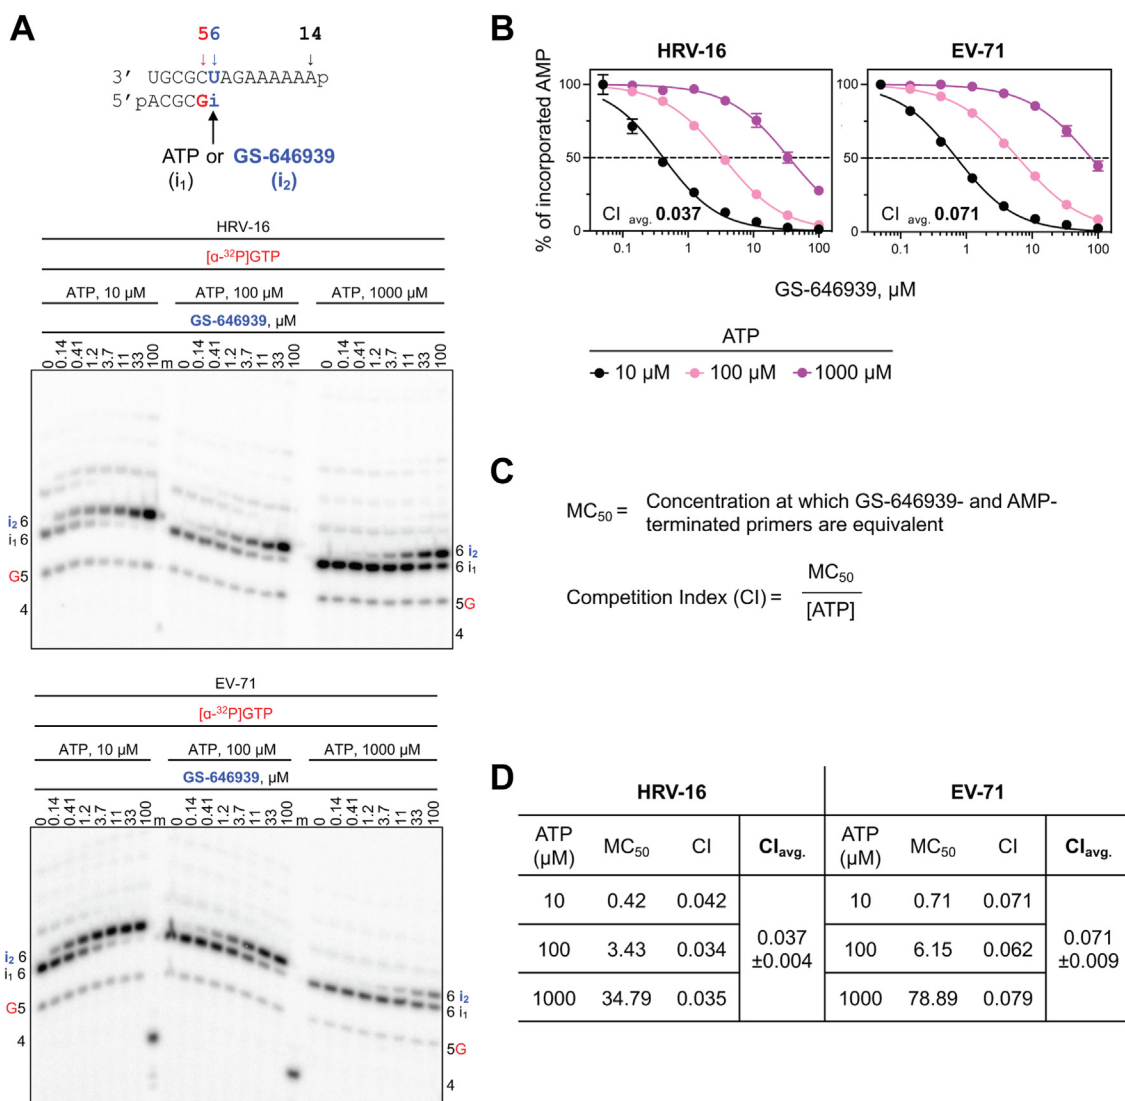 A
56 14
↓↓ ↓
3′ UGCGCUAGAAAAAAp
5′pACGCGi
ATP or GS-646939
(i₁) (i₂)
HRV-16
[α-³²P]GTP
ATP, 10 µM ATP, 100 µM ATP, 1000 µM
GS-646939, µM
0 0.14 0.41 1.2 3.7 11 33 100 m 0 0.14 0.41 1.2 3.7 11 33 100 0 0.14 0.41 1.2 3.7 11 33 100
i₂ 6
i₁ 6
G5
4
6 i₂
6 i₁
5G
4
EV-71
[α-³²P]GTP
ATP, 10 µM ATP, 100 µM ATP, 1000 µM
GS-646939, µM
0 0.14 0.41 1.2 3.7 11 33 100 m 0 0.14 0.41 1.2 3.7 11 33 100 m 0 0.14 0.41 1.2 3.7 11 33 100
i₂ 6
i₁ 6
G5
4
6 i₂
6 i₁
5G
4
B
HRV-16 EV-71
% of incorporated AMP
100
50
0
CI avg. 0.037
0.1 1 10 100
100
50
0
CI avg. 0.071
0.1 1 10 100
GS-646939, µM
ATP
10 µM 100 µM 1000 µM
C
MC₅₀ = Concentration at which GS-646939- and AMP-
terminated primers are equivalent
Competition Index (CI) = MC₅₀
[ATP]
D
HRV-16 EV-71
ATP (µM) MC₅₀ CI CIavg. ATP (µM) MC₅₀ CI CIavg.
10 0.42 0.042 10 0.71 0.071
100 3.43 0.034 0.037 ±0.004 100 6.15 0.062 0.071 ±0.009
1000 34.79 0.035 1000 78.89 0.079